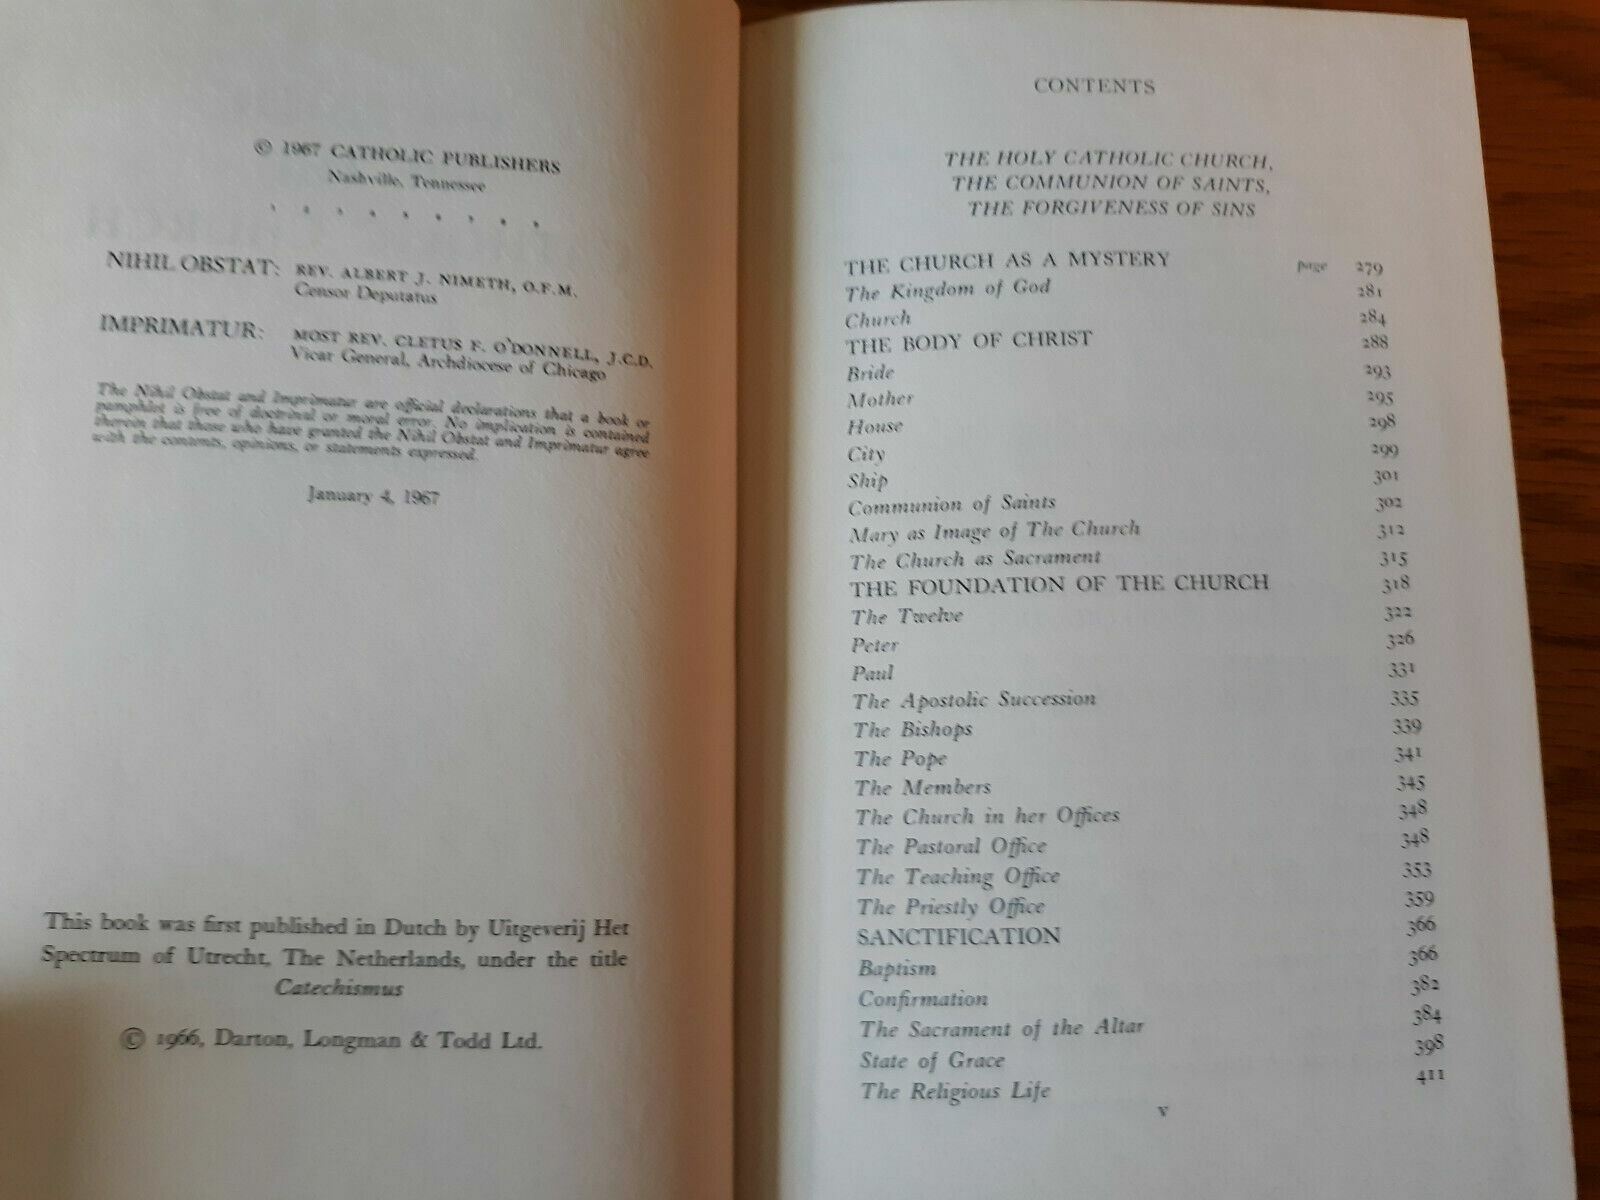 © 1967 CATHOLIC PUBLISHERS
Nashville, Tennessee
NIHIL OBSTAT: REV. ALBERT J. NIMETH, O.F.M.
Censor Deputatus
IMPRIMATUR: MOST REV. CLETUS F. O'DONNELL, J.C.D.
Vicar General, Archdiocese of Chicago
The Nihil Obstat and Imprimatur are official declarations that a book or
pamphlet is free of doctrinal or moral error. No implication is contained
therein that those who have granted the Nihil Obstat and Imprimatur agree
with the contents, opinions, or statements expressed.
January 4, 1967
This book was first published in Dutch by Uitgeverij Het
Spectrum of Utrecht, The Netherlands, under the title
Catechismus
© 1966, Darton, Longman & Todd Ltd.
CONTENTS
THE HOLY CATHOLIC CHURCH,
THE COMMUNION OF SAINTS,
THE FORGIVENESS OF SINS
THE CHURCH AS A MYSTERY page 279
The Kingdom of God 281
Church 284
THE BODY OF CHRIST 288
Bride 293
Mother 295
House 298
City 299
Ship 301
Communion of Saints 302
Mary as Image of The Church 312
The Church as Sacrament 315
THE FOUNDATION OF THE CHURCH 318
The Twelve 322
Peter 326
Paul 331
The Apostolic Succession 335
The Bishops 339
The Pope 341
The Members 345
The Church in her Offices 348
The Pastoral Office 348
The Teaching Office 353
The Priestly Office 359
SANCTIFICATION 366
Baptism 366
Confirmation 382
The Sacrament of the Altar 384
State of Grace 398
The Religious Life 411
v